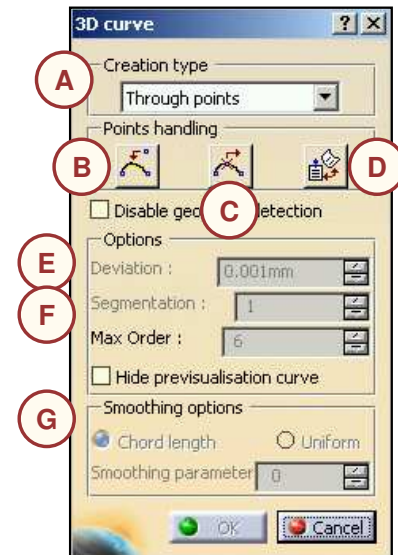 3D curve ? X
A
Creation type
Through points
Points handling
B
C
D
Disable geo detection
E
Options
Deviation : 0.001mm
F
Segmentation : 1
Max Order : 6
Hide previsualisation curve
G
Smoothing options
Chord length Uniform
Smoothing parameter 0
OK Cancel